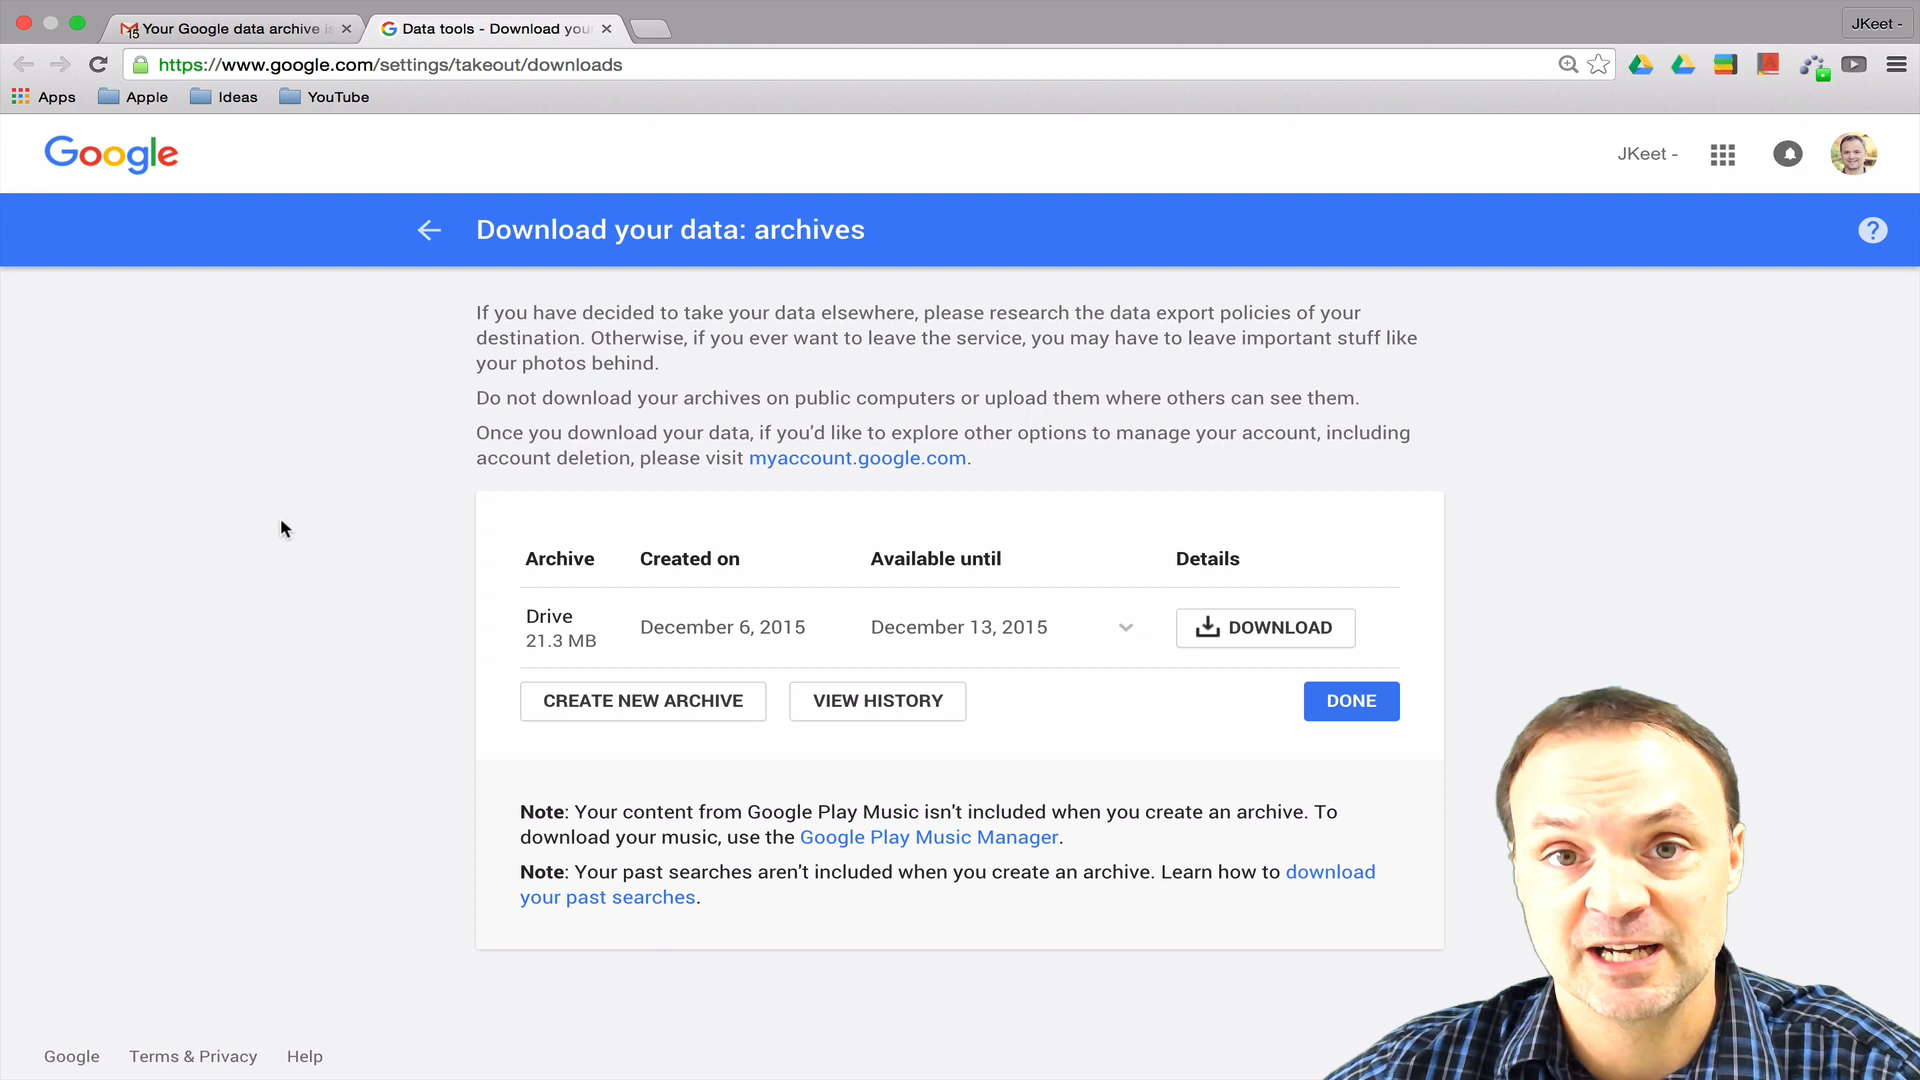 JKeet -
15 Your Google data archive is
Data tools - Download your
https://www.google.com/settings/takeout/downloads
Apps
Apple
Ideas
YouTube
Google
JKeet -
Download your data: archives
?
If you have decided to take your data elsewhere, please research the data export policies of your
destination. Otherwise, if you ever want to leave the service, you may have to leave important stuff like
your photos behind.
Do not download your archives on public computers or upload them where others can see them.
Once you download your data, if you'd like to explore other options to manage your account, including
account deletion, please visit myaccount.google.com.
Archive Created on Available until Details
Drive
21.3 MB
December 6, 2015
December 13, 2015
DOWNLOAD
CREATE NEW ARCHIVE
VIEW HISTORY
DONE
Note: Your content from Google Play Music isn't included when you create an archive. To
download your music, use the Google Play Music Manager.
Note: Your past searches aren't included when you create an archive. Learn how to download
your past searches.
Google Terms & Privacy Help